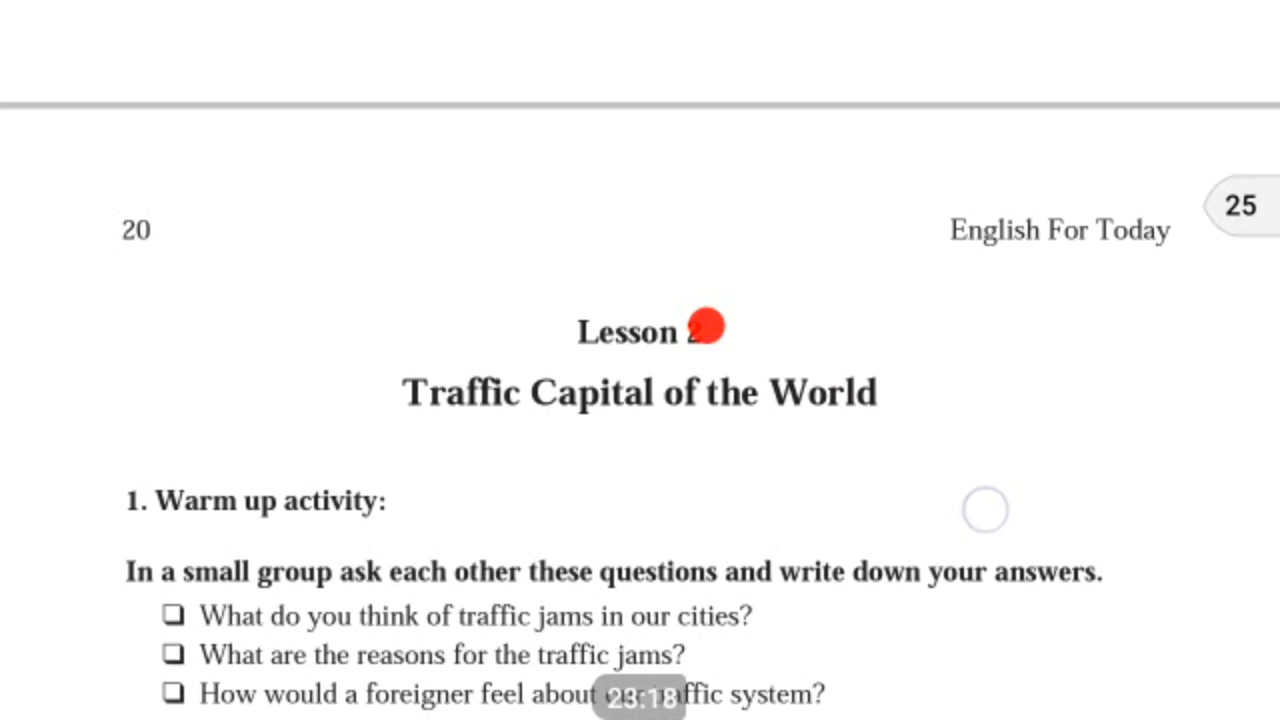 20
English For Today
25
Lesson 2
Traffic Capital of the World
1. Warm up activity:
In a small group ask each other these questions and write down your answers.
❑ What do you think of traffic jams in our cities?
❑ What are the reasons for the traffic jams?
❑ How would a foreigner feel about traffic system?
23:18